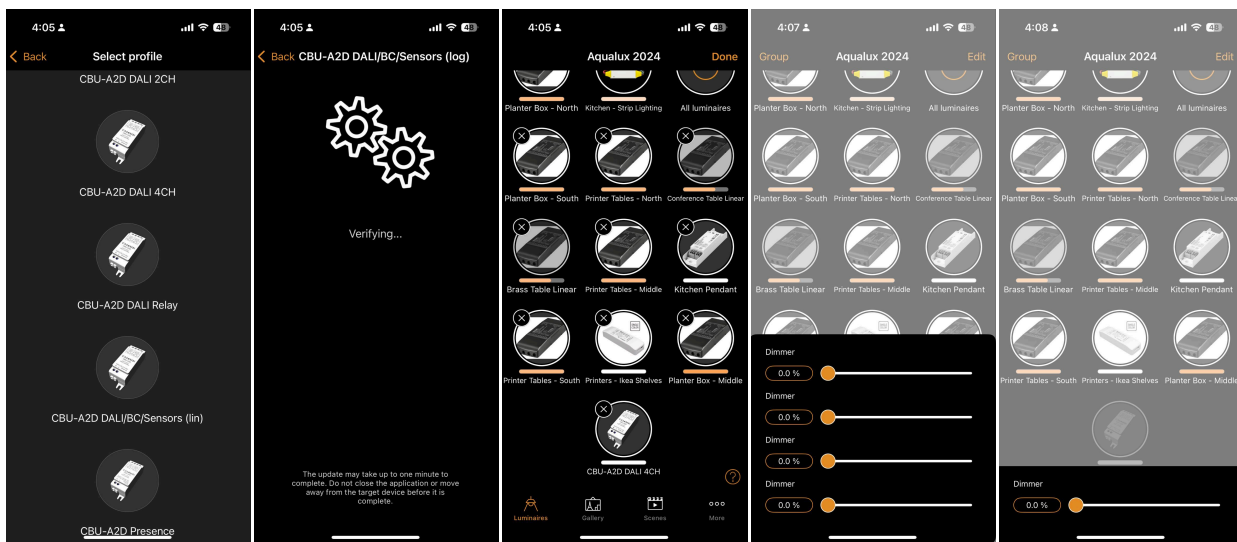 4:05
48
Back
Select profile
CBU-A2D DALI 2CH
CBU-A2D DALI 4CH
CBU-A2D DALI Relay
CBU-A2D DALI/BC/Sensors (lin)
CBU-A2D Presence
4:05
48
Back
CBU-A2D DALI/BC/Sensors (log)
Verifying...
The update may take up to one minute to
complete. Do not close the application or move
away from the target device before it is
complete.
4:05
48
Aqualux 2024
Done
Planter Box - North
Kitchen - Strip Lighting
All luminaires
Planter Box - South
Printer Tables - North
Conference Table Linear
Brass Table Linear
Printer Tables - Middle
Kitchen Pendant
Printer Tables - South
Printers - Ikea Shelves
Planter Box - Middle
CBU-A2D DALI 4CH
?
Luminaires
Gallery
Scenes
More
4:07
48
Group
Aqualux 2024
Edit
Planter Box - North
Kitchen - Strip Lighting
All luminaires
Planter Box - South
Printer Tables - North
Conference Table Linear
Brass Table Linear
Printer Tables - Middle
Kitchen Pendant
Dimmer
0.0 %
Dimmer
0.0 %
Dimmer
0.0 %
Dimmer
0.0 %
4:08
48
Group
Aqualux 2024
Edit
Planter Box - North
Kitchen - Strip Lighting
All luminaires
Planter Box - South
Printer Tables - North
Conference Table Linea
Brass Table Linear
Printer Tables - Middle
Kitchen Pendant
Printer Tables - South
Printers - Ikea Shelves
Planter Box - Middle
Dimmer
0.0 %